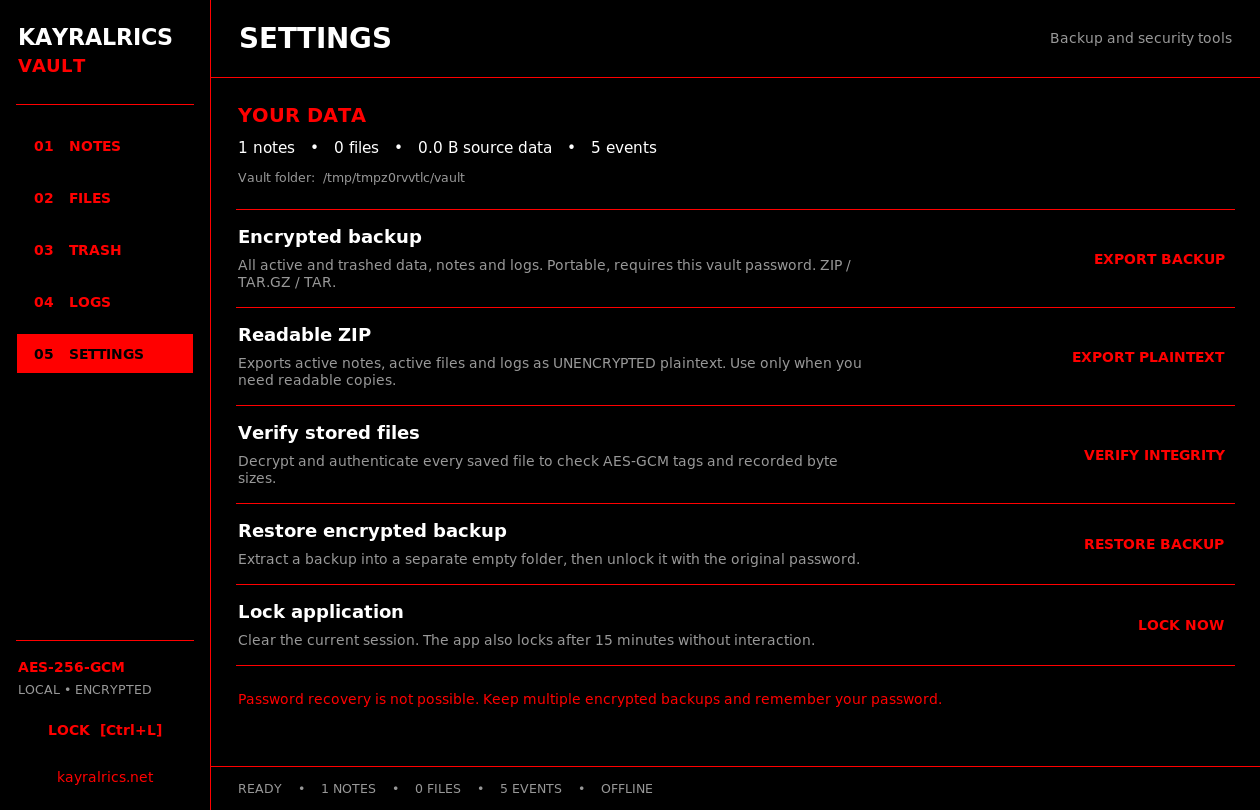 KAYRALRICS
VAULT
01 NOTES
02 FILES
03 TRASH
04 LOGS
05 SETTINGS
AES-256-GCM
LOCAL • ENCRYPTED
LOCK [Ctrl+L]
kayralrics.net
SETTINGS
Backup and security tools
YOUR DATA
1 notes • 0 files • 0.0 B source data • 5 events
Vault folder: /tmp/tmpz0rvvtlc/vault
Encrypted backup
All active and trashed data, notes and logs. Portable, requires this vault password. ZIP /
TAR.GZ / TAR.
EXPORT BACKUP
Readable ZIP
Exports active notes, active files and logs as UNENCRYPTED plaintext. Use only when you
need readable copies.
EXPORT PLAINTEXT
Verify stored files
Decrypt and authenticate every saved file to check AES-GCM tags and recorded byte
sizes.
VERIFY INTEGRITY
Restore encrypted backup
Extract a backup into a separate empty folder, then unlock it with the original password.
RESTORE BACKUP
Lock application
Clear the current session. The app also locks after 15 minutes without interaction.
LOCK NOW
Password recovery is not possible. Keep multiple encrypted backups and remember your password.
READY • 1 NOTES • 0 FILES • 5 EVENTS • OFFLINE